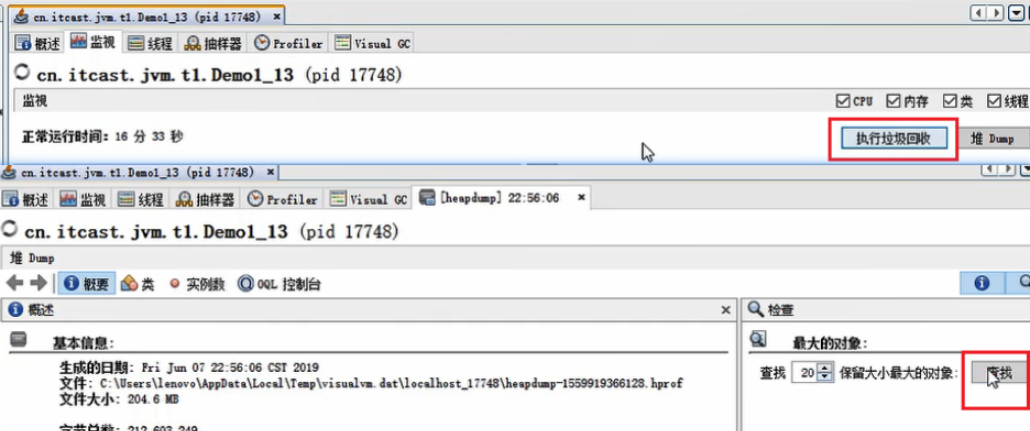 cn.itcast.jvm.t1.Demo1_13 (pid 17748) ×
概述 监视 线程 抽样器 Profiler Visual GC
cn.itcast.jvm.t1.Demo1_13 (pid 17748)
监视 CPU 内存 类 线程
正常运行时间: 16 分 33 秒 执行垃圾回收 堆 Dump
cn.itcast.jvm.t1.Demo1_13 (pid 17748) ×
概述 监视 线程 抽样器 Profiler Visual GC [heapdump] 22:56:06 ×
cn.itcast.jvm.t1.Demo1_13 (pid 17748)
堆 Dump
概要 类 实例数 OQL 控制台
概述 × 检查
基本信息: 最大的对象:
生成的日期: Fri Jun 07 22:56:06 CST 2019
查找 20 保留大小最大的对象: 查找
文件: C:\Users\lenovo\AppData\Local\Temp\visualvm.dat\localhost_17748\heapdump-1559919366128.hprof
文件大小: 204.6 MB
字节总数: 212,603,249